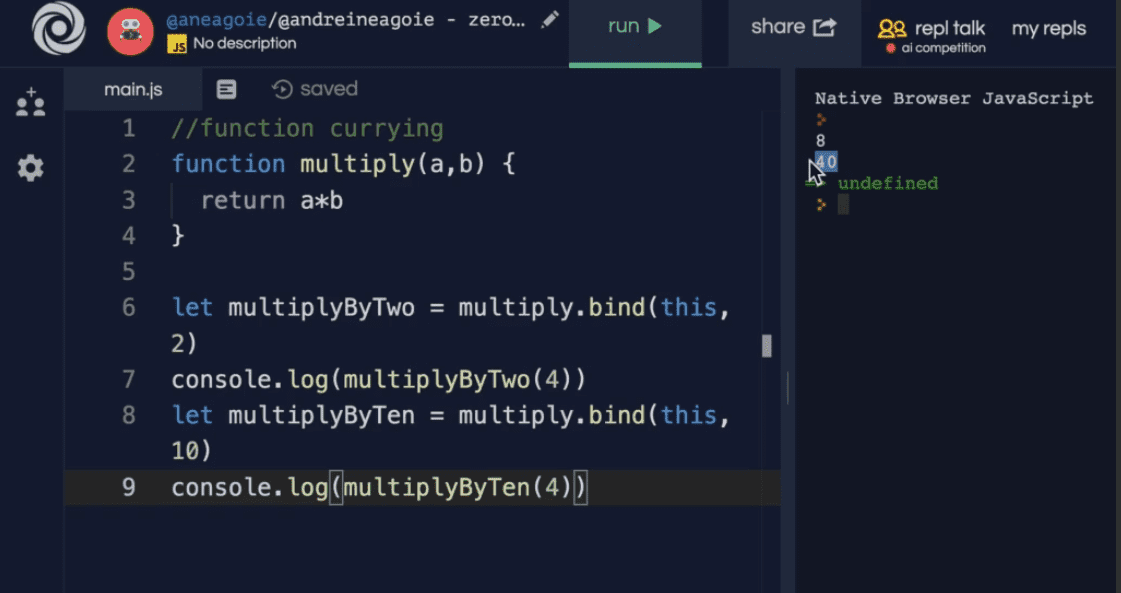 @aneagoie/@andreineagoie - zero...
JS No description
run
share
repl talk
ai competition
my repls
main.js
saved
1 //function currying
2 function multiply(a,b) {
3 return a*b
4 }
5
6 let multiplyByTwo = multiply.bind(this,
2)
7 console.log(multiplyByTwo(4))
8 let multiplyByTen = multiply.bind(this,
10)
9 console.log(multiplyByTen(4))
Native Browser JavaScript
>
8
40
=> undefined
>